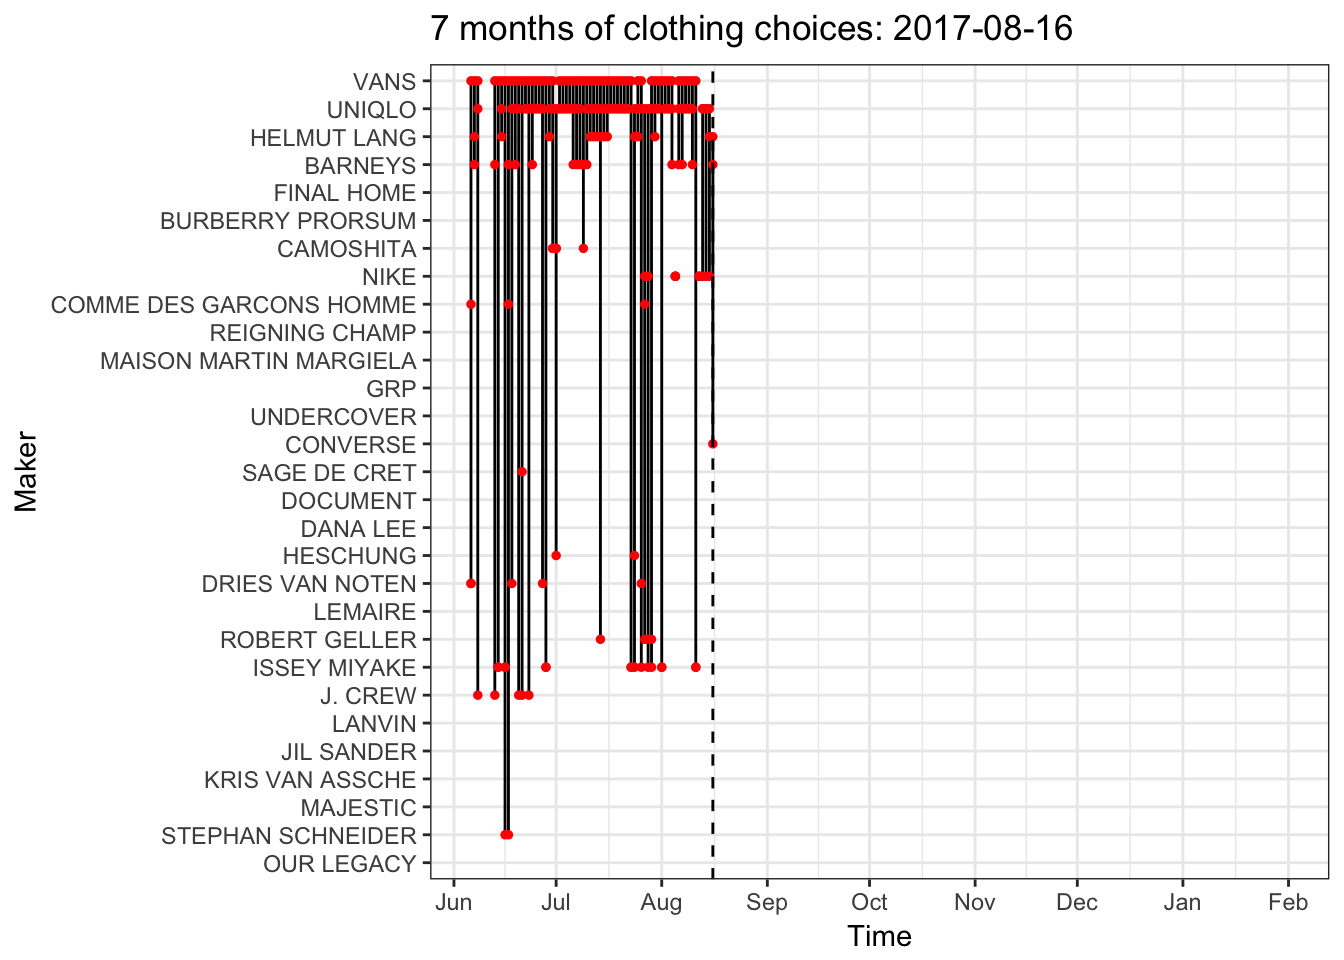 7 months of clothing choices: 2017-08-16
VANS
UNIQLO
HELMUT LANG
BARNEYS
FINAL HOME
BURBERRY PRORSUM
CAMOSHITA
NIKE
COMME DES GARCONS HOMME
REIGNING CHAMP
MAISON MARTIN MARGIELA
GRP
UNDERCOVER
CONVERSE
SAGE DE CRET
DOCUMENT
DANA LEE
HESCHUNG
DRIES VAN NOTEN
LEMAIRE
ROBERT GELLER
ISSEY MIYAKE
J. CREW
LANVIN
JIL SANDER
KRIS VAN ASSCHE
MAJESTIC
STEPHAN SCHNEIDER
OUR LEGACY
Maker
Jun Jul Aug Sep Oct Nov Dec Jan Feb
Time